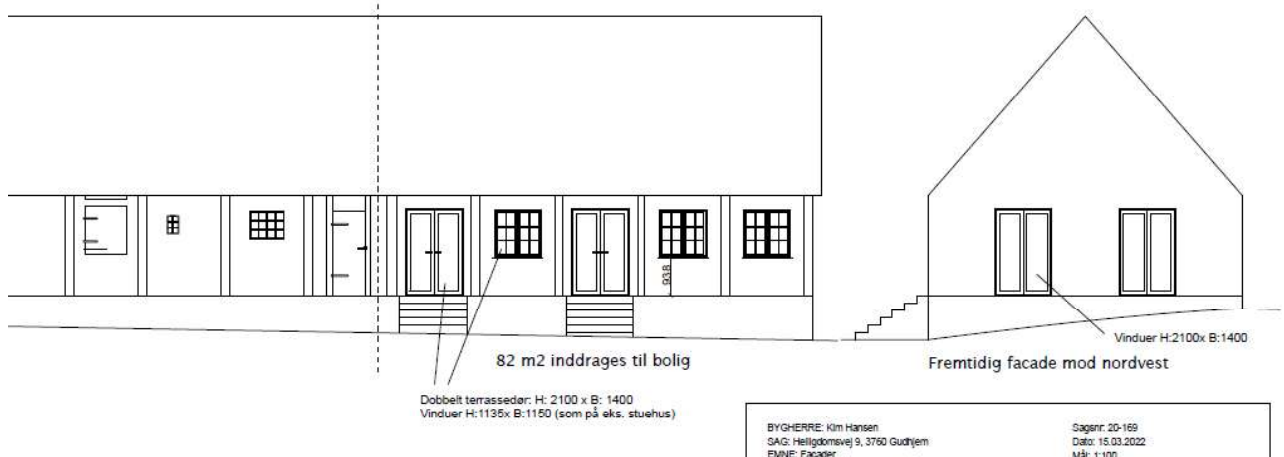 938
82 m2 inddrages til bolig
Dobbelt terrassedør: H: 2100 x B: 1400
Vinduer H:1135x B:1150 (som på eks. stuehus)
Vinduer H:2100x B:1400
Fremtidig facade mod nordvest
BYGHERRE: Kim Hansen
SAG: Helligdomsvej 9, 3760 Gudhjem
EMNE: Facader
Sagsnr: 20-169
Dato: 15.03.2022
Mål: 1:100